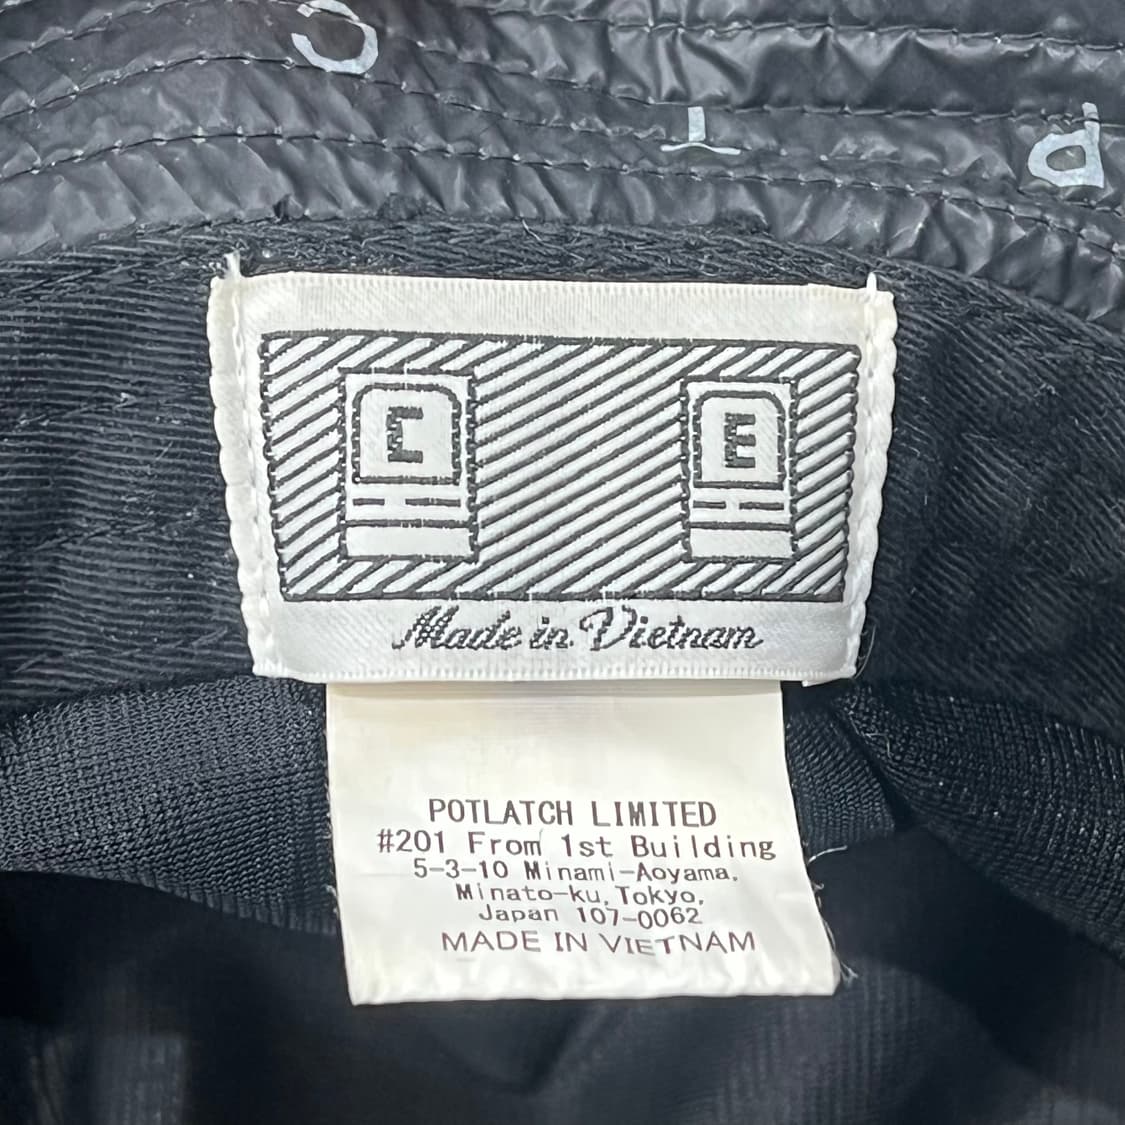 C
I
P
C E
Made in Vietnam
POTLATCH LIMITED
#201 From 1st Building
5-3-10 Minami-Aoyama,
Minato-ku, Tokyo,
Japan 107-0062
MADE IN VIETNAM